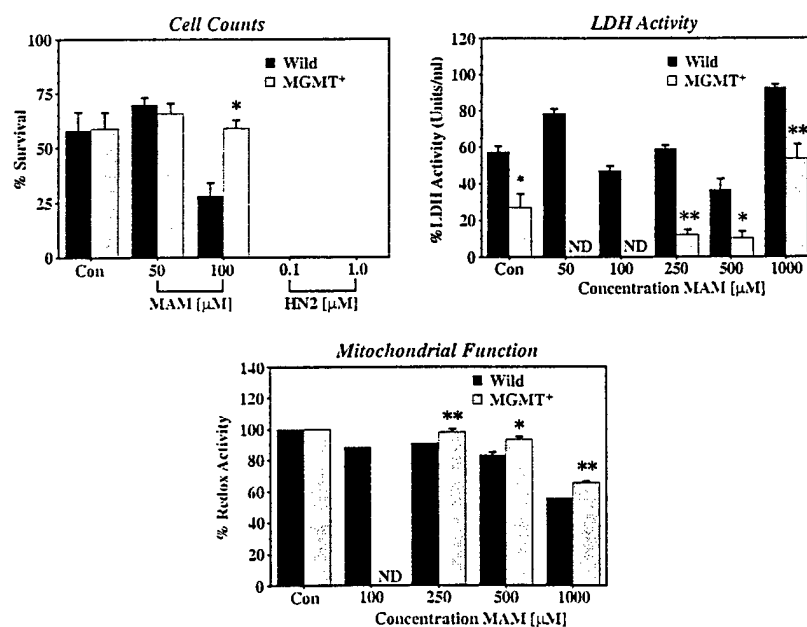 Cell Counts
100
75
50
25
0
% Survival
Wild
MGMT+
*
Con
50
100
0.1
1.0
MAM [µM]
HN2 [µM]
LDH Activity
120
100
80
60
40
20
0
%LDH Activity (Units/ml)
Wild
MGMT+
*
ND
ND
**
*
**
Con
50
100
250
500
1000
Concentration MAM [µM]
Mitochondrial Function
140
120
100
80
60
40
20
0
% Redox Activity
Wild
MGMT+
ND
**
*
**
Con
100
250
500
1000
Concentration MAM [µM]